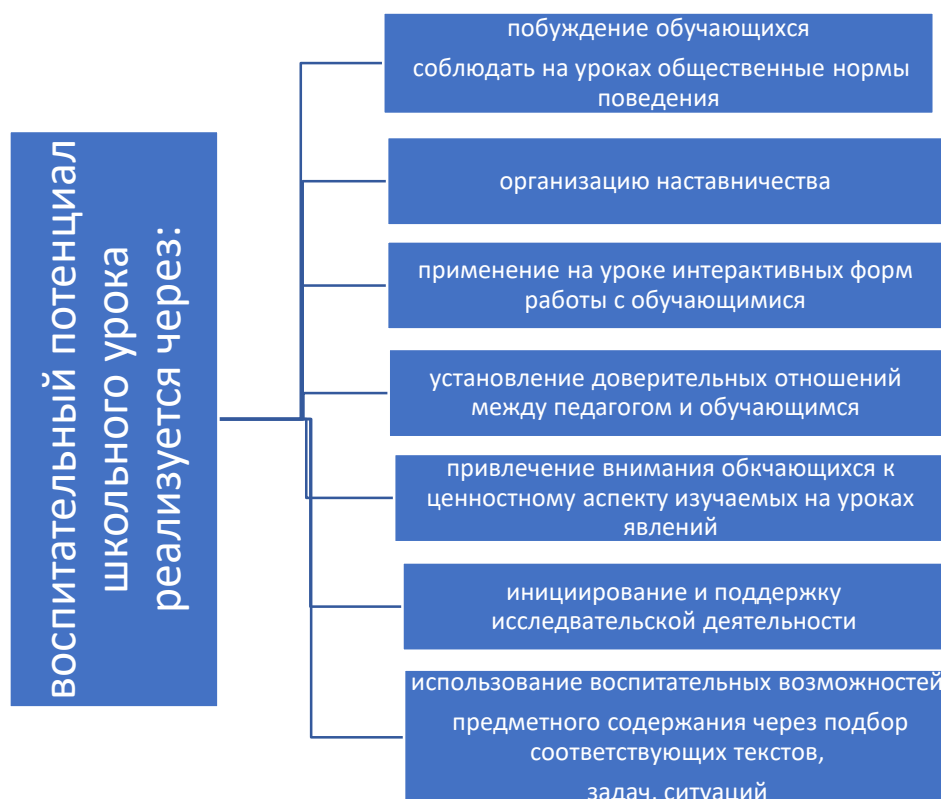 воспитательный потенциал
школьного урока
реализуется через:
побуждение обучающихся
соблюдать на уроках общественные нормы
поведения
организацию наставничества
применение на уроке интерактивных форм
работы с обучающимися
установление доверительных отношений
между педагогом и обучающимся
привлечение внимания обкчающихся к
ценностному аспекту изучаемых на уроках
явлений
инициирование и поддержку
исследвательской деятельности
использование воспитательных возможностей
предметного содержания через подбор
соответствующих текстов,
задач, ситуаций